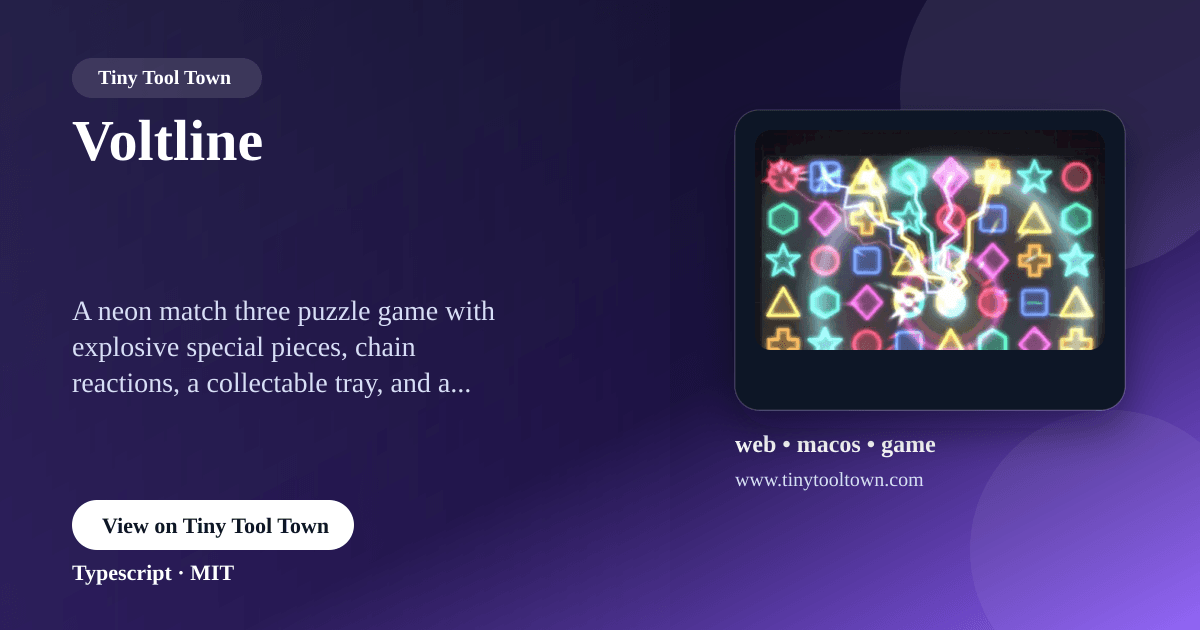 Tiny Tool Town
Voltline
A neon match three puzzle game with
explosive special pieces, chain
reactions, a collectable tray, and a...
View on Tiny Tool Town
Typescript · MIT
web • macos • game
www.tinytooltown.com